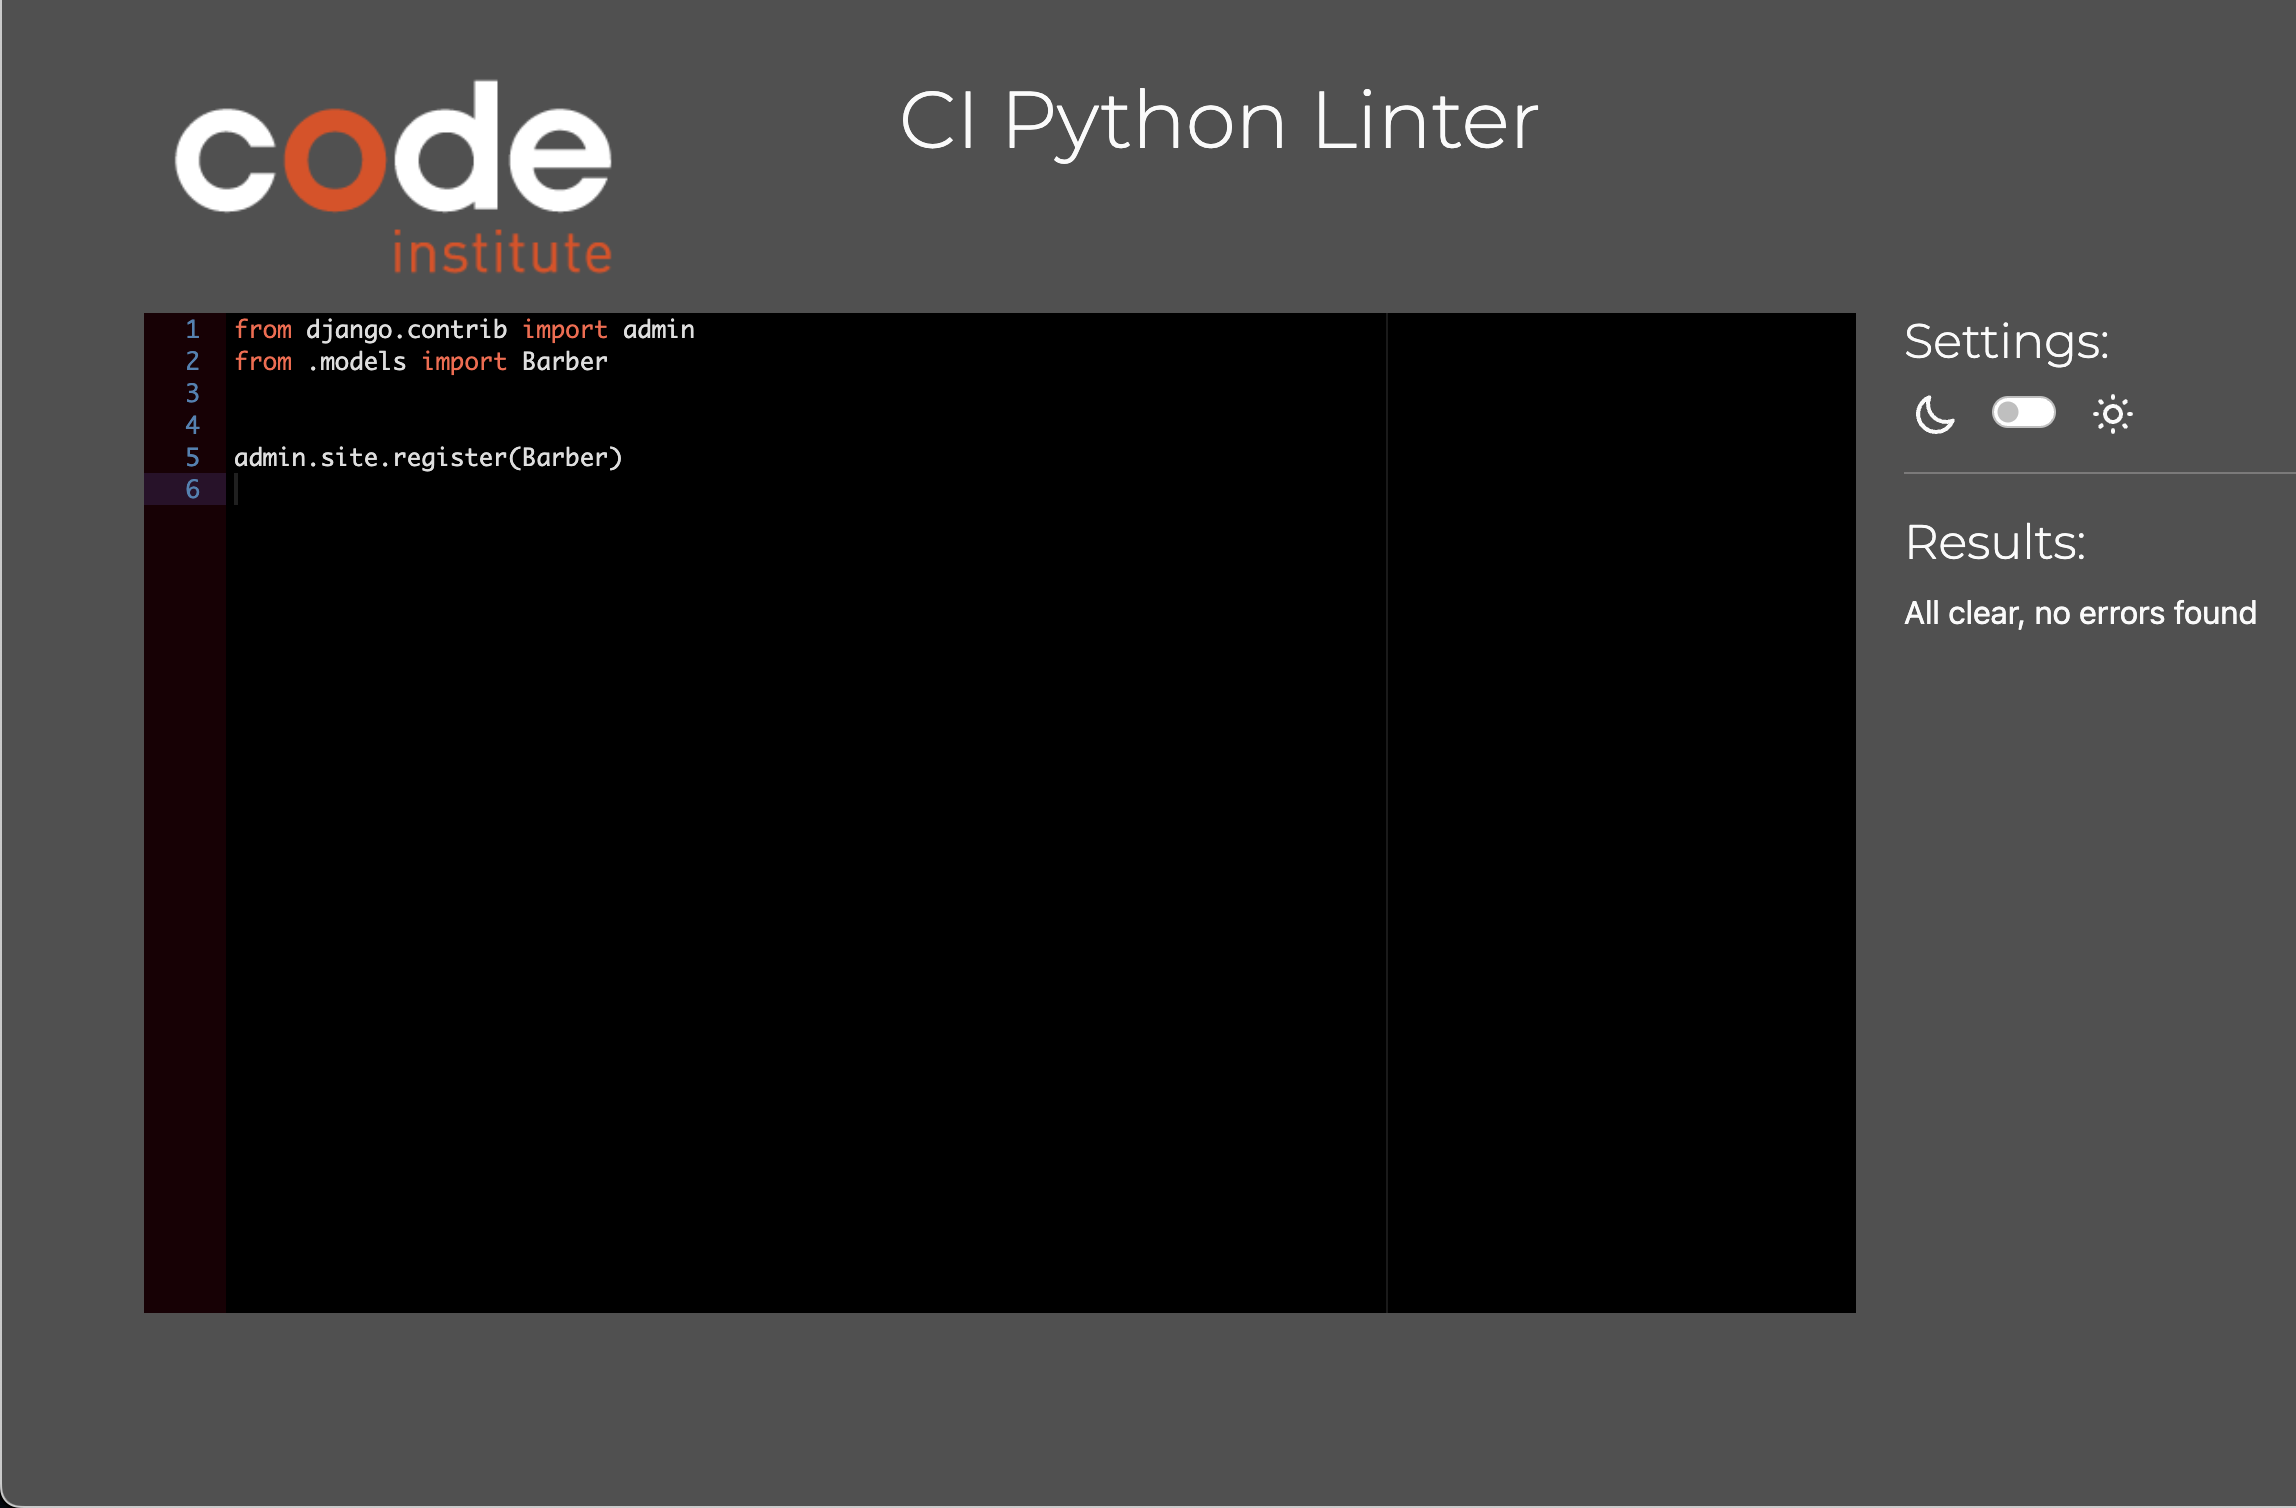 code
institute
CI Python Linter
1 from django.contrib import admin
2 from .models import Barber
3
4
5 admin.site.register(Barber)
6
Settings:
Results:
All clear, no errors found